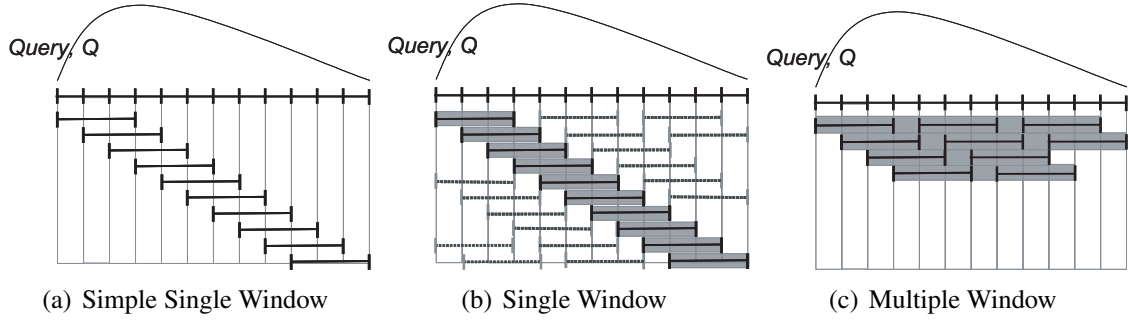 Query, Q
Query, Q
Query, Q
(a) Simple Single Window
(b) Single Window
(c) Multiple Window